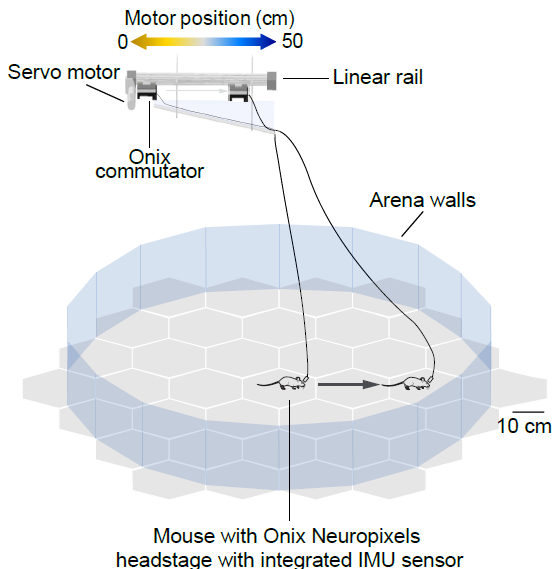 Motor position (cm)
0
50
Servo motor
Linear rail
Onix
commutator
Arena walls
10 cm
Mouse with Onix Neuropixels
headstage with integrated IMU sensor